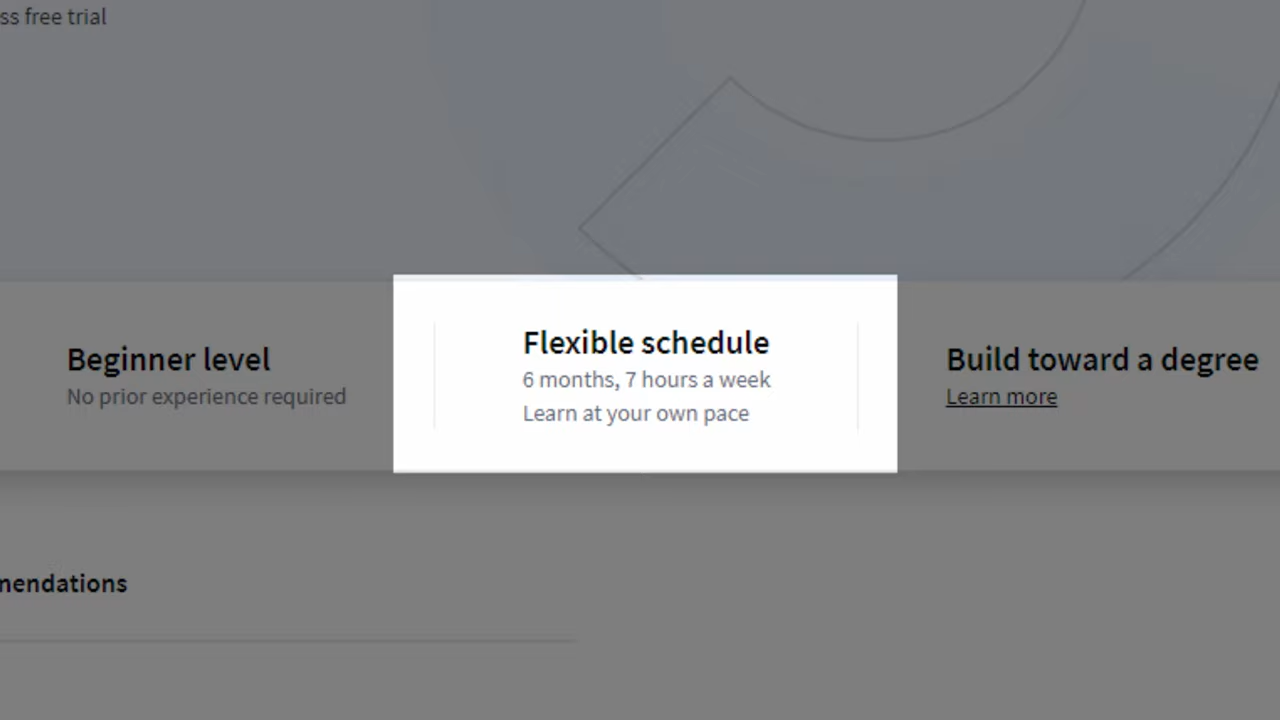 ss free trial
Beginner level
No prior experience required
Flexible schedule
6 months, 7 hours a week
Learn at your own pace
Build toward a degree
Learn more
mendations